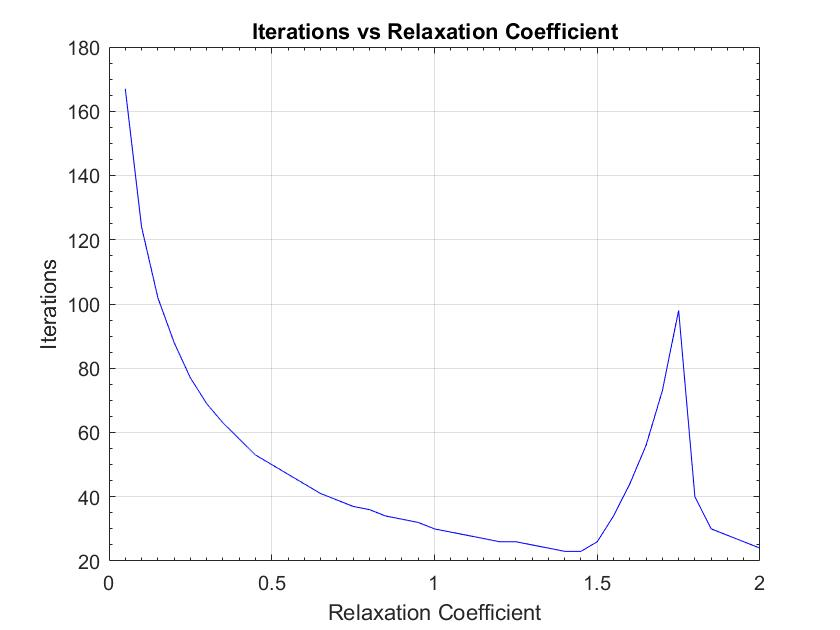 Iterations vs Relaxation Coefficient
180
160
140
120
100
80
60
40
20
Iterations
0 0.5 1 1.5 2
Relaxation Coefficient